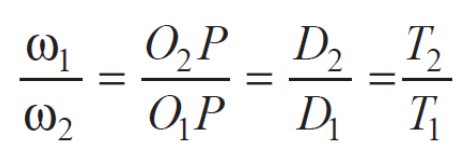 ω₁/ω₂ = O₂P/O₁P = D₂/D₁ = T₂/T₁